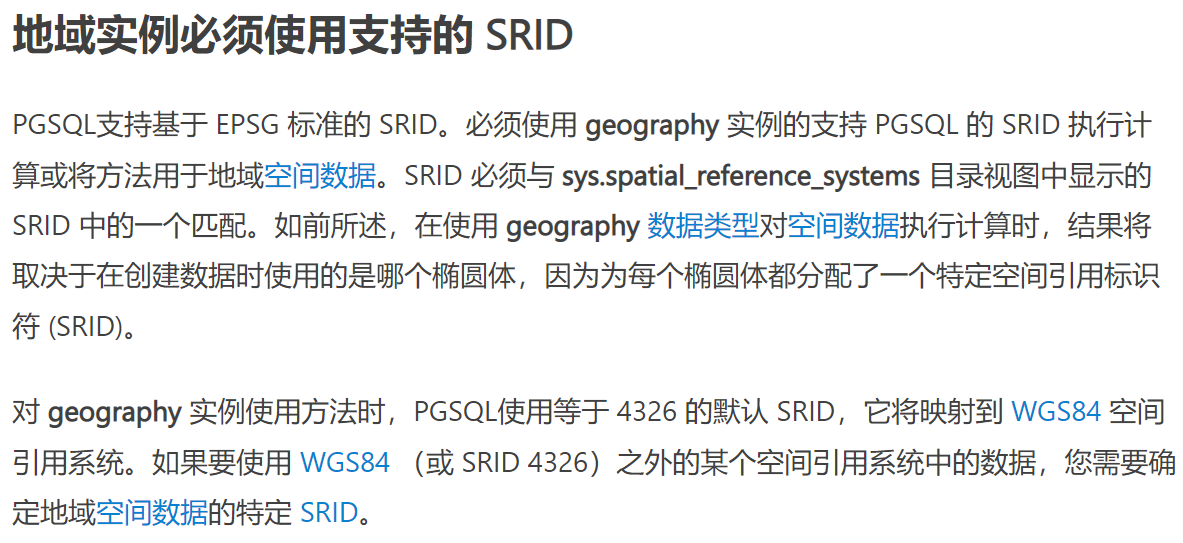 地域实例必须使用支持的 SRID
PGSQL支持基于 EPSG 标准的 SRID。必须使用 geography 实例的支持 PGSQL 的 SRID 执行计
算或将方法用于地域空间数据。SRID 必须与 sys.spatial_reference_systems 目录视图中显示的
SRID 中的一个匹配。如前所述，在使用 geography 数据类型对空间数据执行计算时，结果将
取决于在创建数据时使用的是哪个椭圆体，因为为每个椭圆体都分配了一个特定空间引用标识
符 (SRID)。
对 geography 实例使用方法时，PGSQL使用等于 4326 的默认 SRID，它将映射到 WGS84 空间
引用系统。如果要使用 WGS84 （或 SRID 4326）之外的某个空间引用系统中的数据，您需要确
定地域空间数据的特定 SRID。